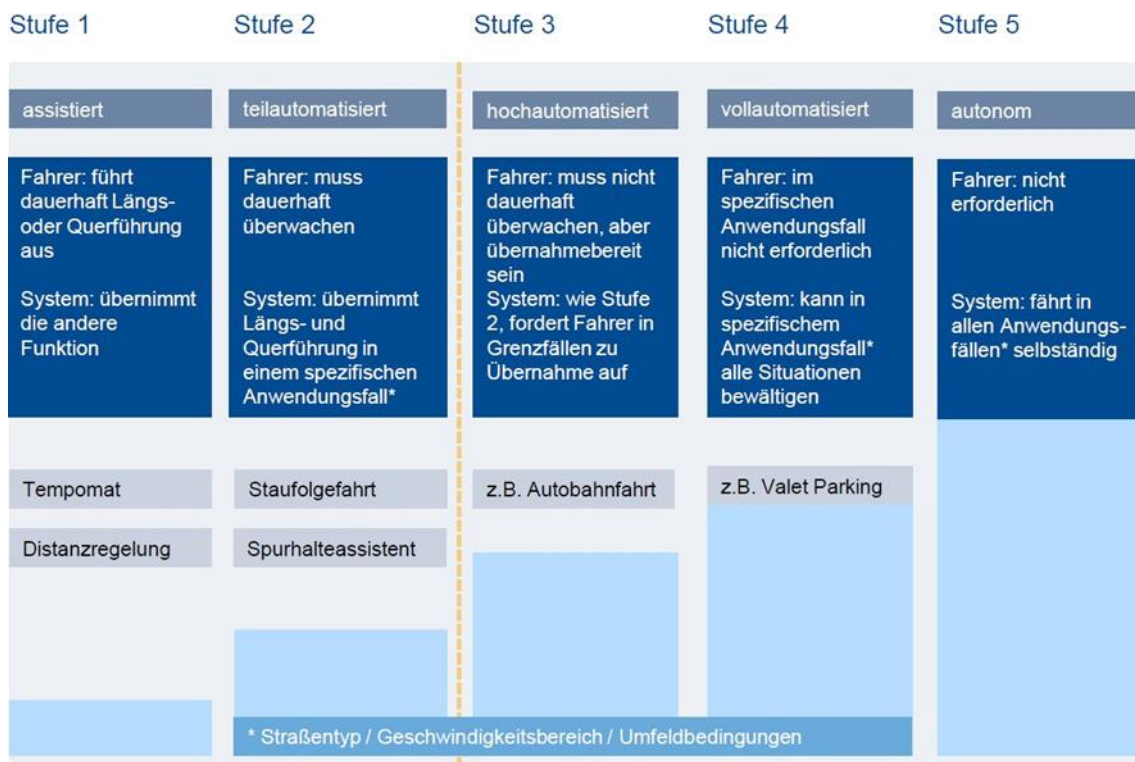 Stufe 1
Stufe 2
Stufe 3
Stufe 4
Stufe 5
assistiert
teilautomatisiert
hochautomatisiert
vollautomatisiert
autonom
Fahrer: führt
dauerhaft Längs-
oder Querführung
aus
System: übernimmt
die andere
Funktion
Fahrer: muss
dauerhaft
überwachen
System: übernimmt
Längs- und
Querführung in
einem spezifischen
Anwendungsfall*
Fahrer: muss nicht
dauerhaft
überwachen, aber
übernahmebereit
sein
System: wie Stufe
2, fordert Fahrer in
Grenzfällen zu
Übernahme auf
Fahrer: im
spezifischen
Anwendungsfall
nicht erforderlich
System: kann in
spezifischem
Anwendungsfall*
alle Situationen
bewältigen
Fahrer: nicht
erforderlich
System: fährt in
allen Anwendungs-
fällen* selbständig
Tempomat
Staufolgefahrt
z.B. Autobahnfahrt
z.B. Valet Parking
Distanzregelung
Spurhalteassistent
* Straßentyp / Geschwindigkeitsbereich / Umfeldbedingungen